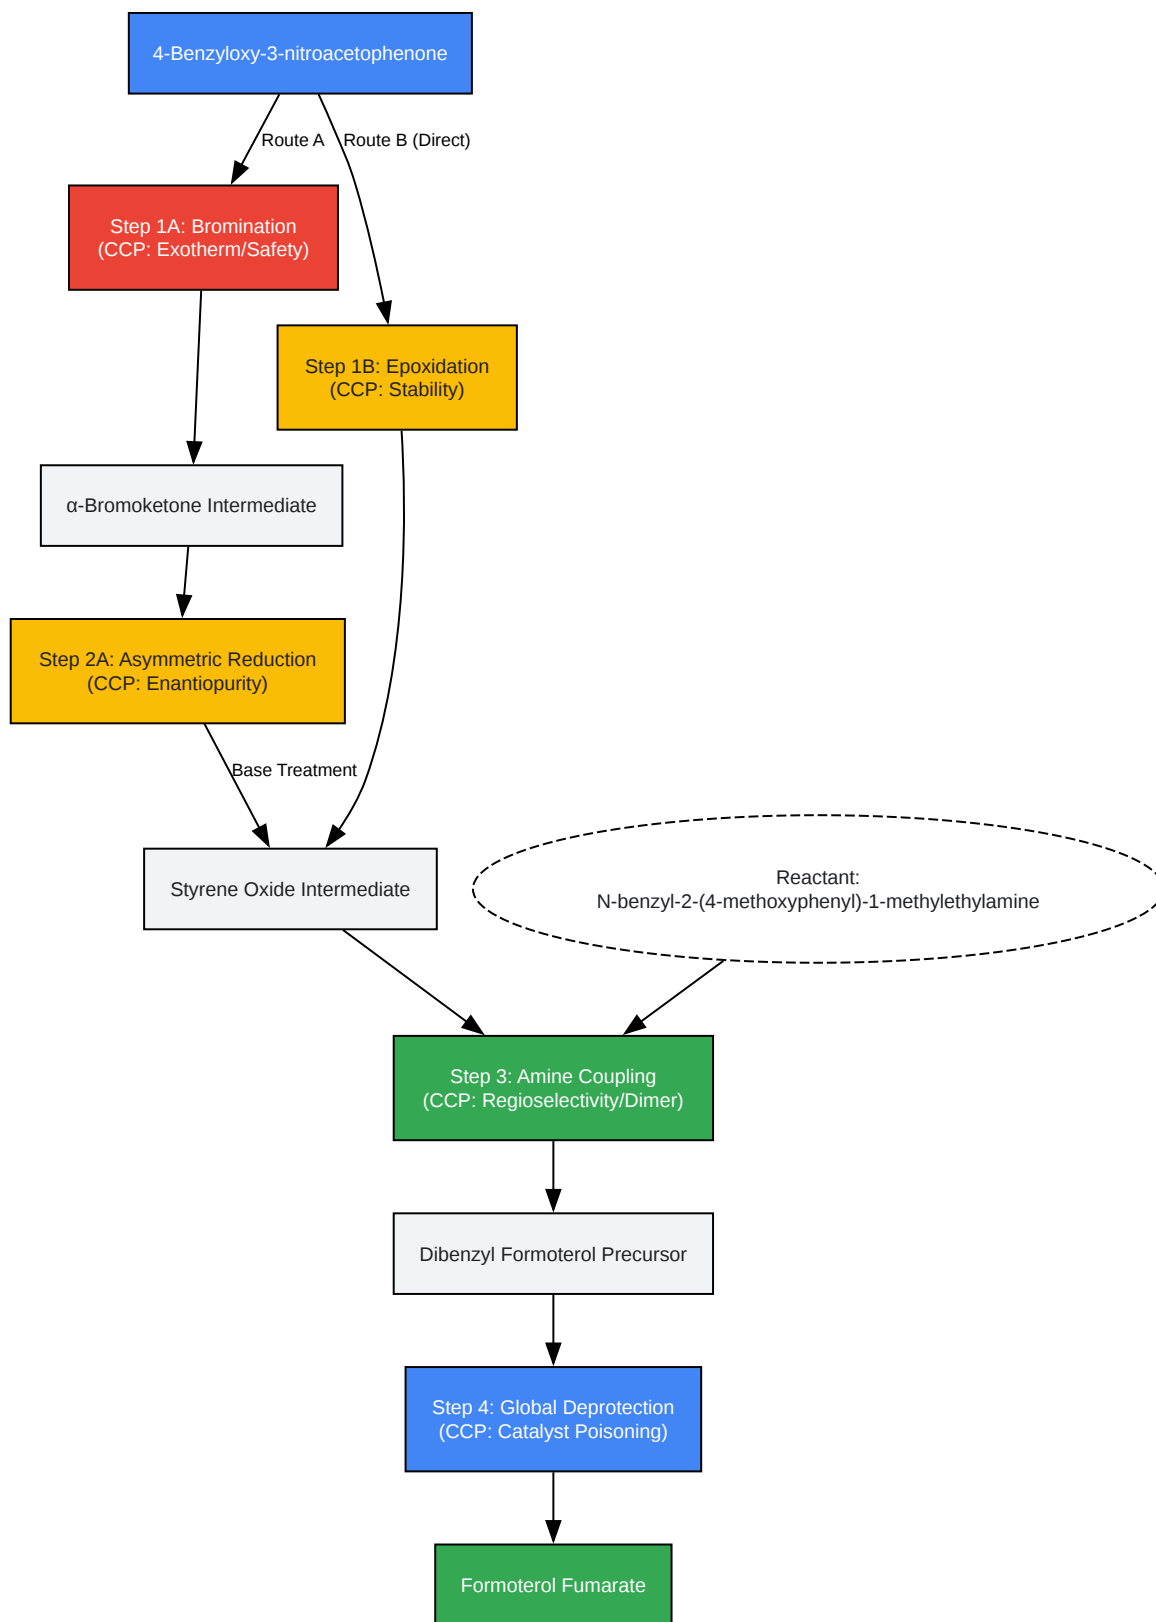 4-Benzyloxy-3-nitroacetophenone
Route A
Route B (Direct)
Step 1A: Bromination
(CCP: Exotherm/Safety)
Step 1B: Epoxidation
(CCP: Stability)
α-Bromoketone Intermediate
Step 2A: Asymmetric Reduction
(CCP: Enantiopurity)
Base Treatment
Styrene Oxide Intermediate
Reactant:
N-benzyl-2-(4-methoxyphenyl)-1-methylethylamine
Step 3: Amine Coupling
(CCP: Regioselectivity/Dimer)
Dibenzyl Formoterol Precursor
Step 4: Global Deprotection
(CCP: Catalyst Poisoning)
Formoterol Fumarate